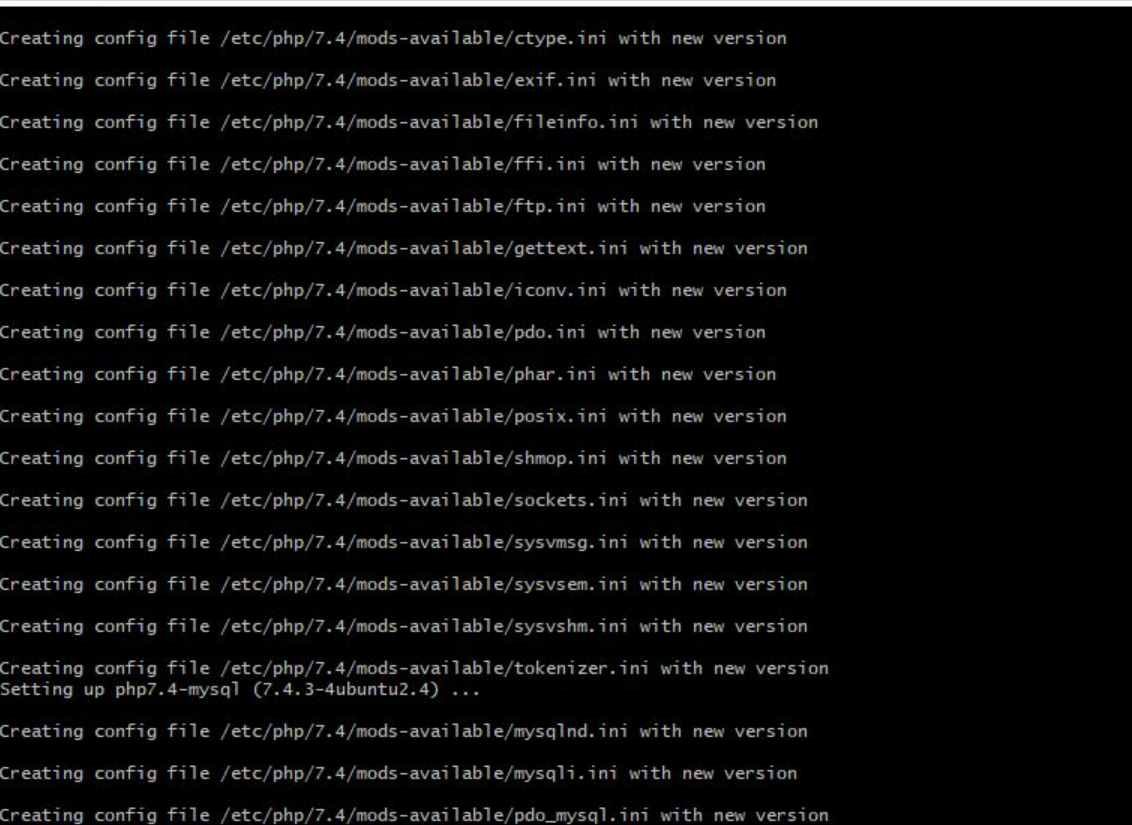 Creating config file /etc/php/7.4/mods-available/ctype.ini with new version
Creating config file /etc/php/7.4/mods-available/exif.ini with new version
Creating config file /etc/php/7.4/mods-available/fileinfo.ini with new version
Creating config file /etc/php/7.4/mods-available/ffi.ini with new version
Creating config file /etc/php/7.4/mods-available/ftp.ini with new version
Creating config file /etc/php/7.4/mods-available/gettext.ini with new version
Creating config file /etc/php/7.4/mods-available/iconv.ini with new version
Creating config file /etc/php/7.4/mods-available/pdo.ini with new version
Creating config file /etc/php/7.4/mods-available/phar.ini with new version
Creating config file /etc/php/7.4/mods-available/posix.ini with new version
Creating config file /etc/php/7.4/mods-available/shmop.ini with new version
Creating config file /etc/php/7.4/mods-available/sockets.ini with new version
Creating config file /etc/php/7.4/mods-available/sysvmsg.ini with new version
Creating config file /etc/php/7.4/mods-available/sysvsem.ini with new version
Creating config file /etc/php/7.4/mods-available/sysvshm.ini with new version
Creating config file /etc/php/7.4/mods-available/tokenizer.ini with new version
Setting up php7.4-mysql (7.4.3-4ubuntu2.4) ...
Creating config file /etc/php/7.4/mods-available/mysqlnd.ini with new version
Creating config file /etc/php/7.4/mods-available/mysqli.ini with new version
Creating config file /etc/php/7.4/mods-available/pdo_mysql.ini with new version